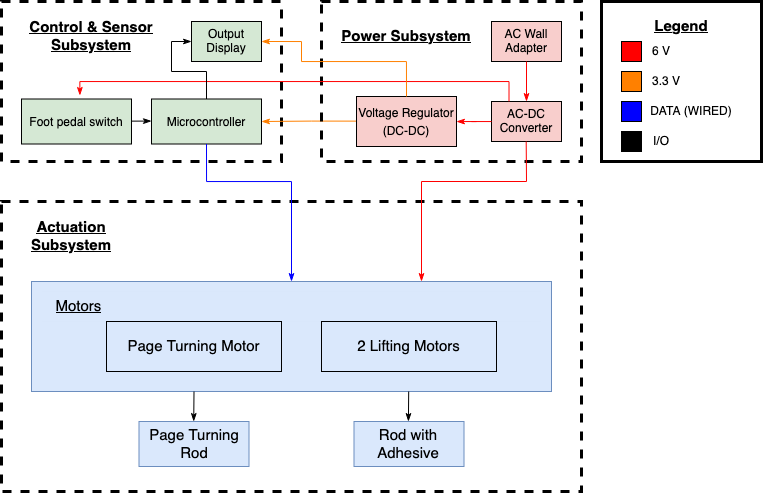 Control & Sensor
Subsystem
Output
Display
Foot pedal switch
Microcontroller
Power Subsystem
AC Wall
Adapter
Voltage Regulator
(DC-DC)
AC-DC
Converter
Legend
6 V
3.3 V
DATA (WIRED)
I/O
Actuation
Subsystem
Motors
Page Turning Motor
2 Lifting Motors
Page Turning
Rod
Rod with
Adhesive